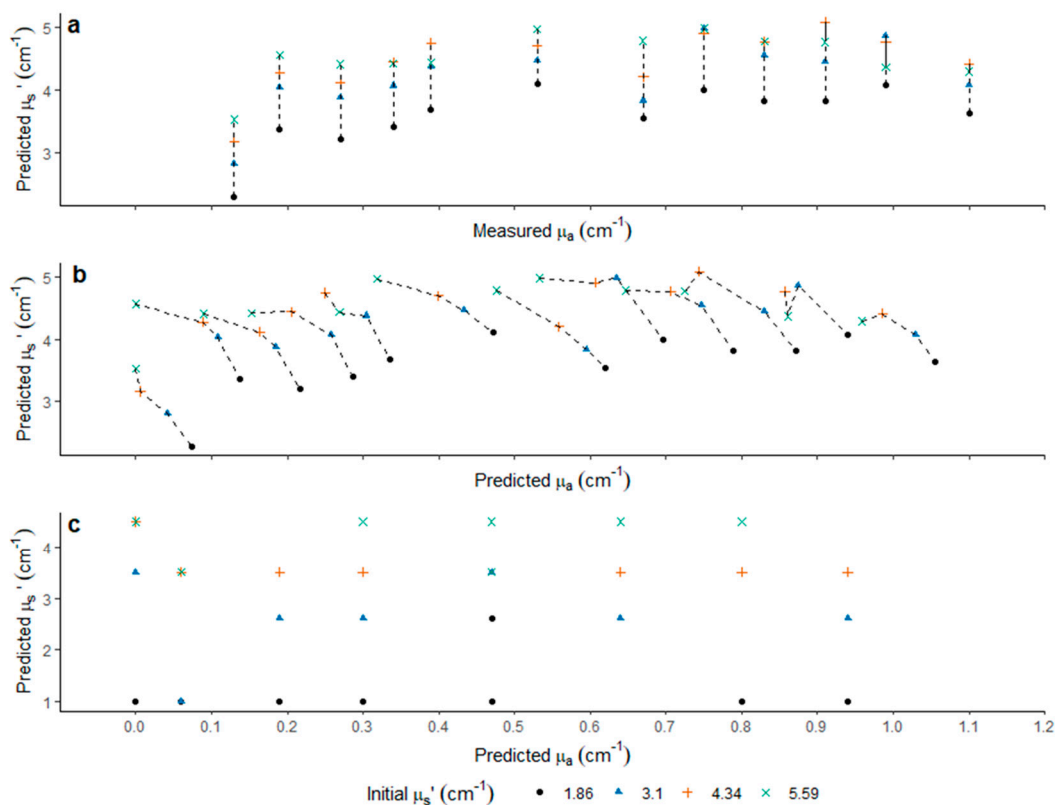 a
5
4
3
Predicted μs' (cm-1)
Measured μa (cm-1)
b
5
4
3
Predicted μs' (cm-1)
Predicted μa (cm-1)
c
4
3
2
1
Predicted μs' (cm-1)
0.0 0.1 0.2 0.3 0.4 0.5 0.6 0.7 0.8 0.9 1.0 1.1 1.2
Predicted μa (cm-1)
Initial μs' (cm-1) 1.86 3.1 4.34 5.59